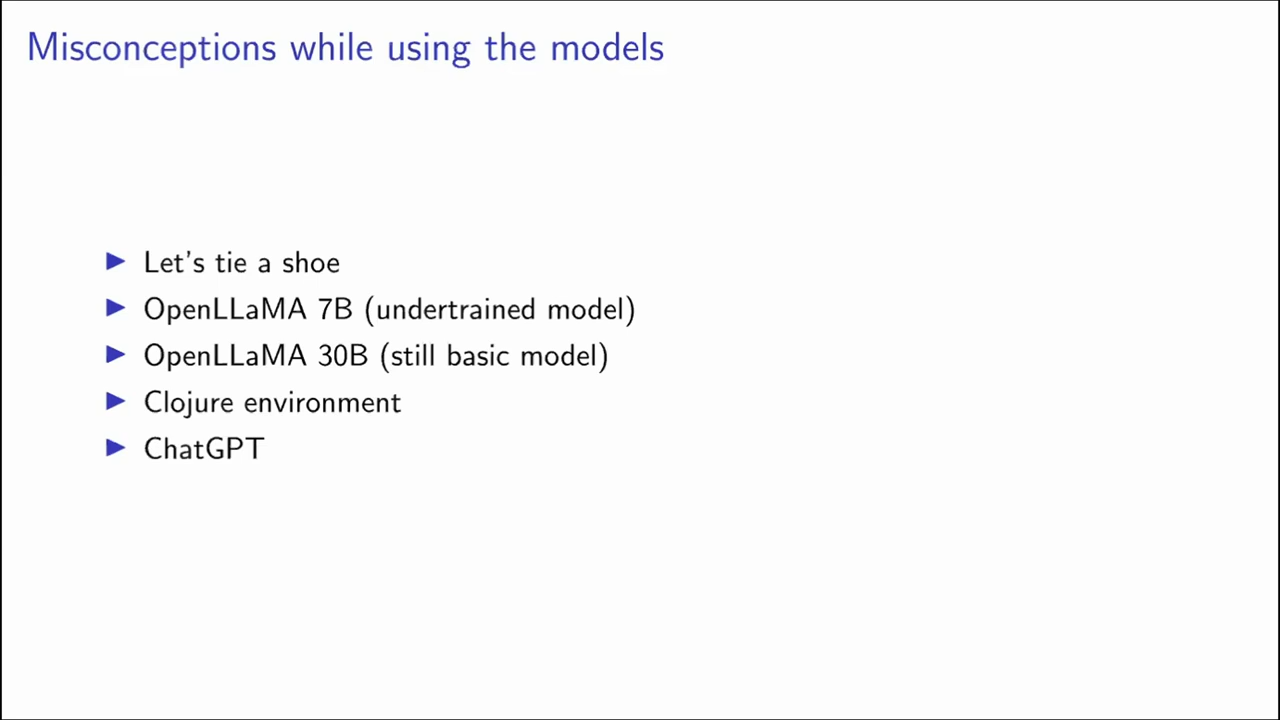 Misconceptions while using the models
Let's tie a shoe
OpenLLaMA 7B (undertrained model)
OpenLLaMA 30B (still basic model)
Clojure environment
ChatGPT